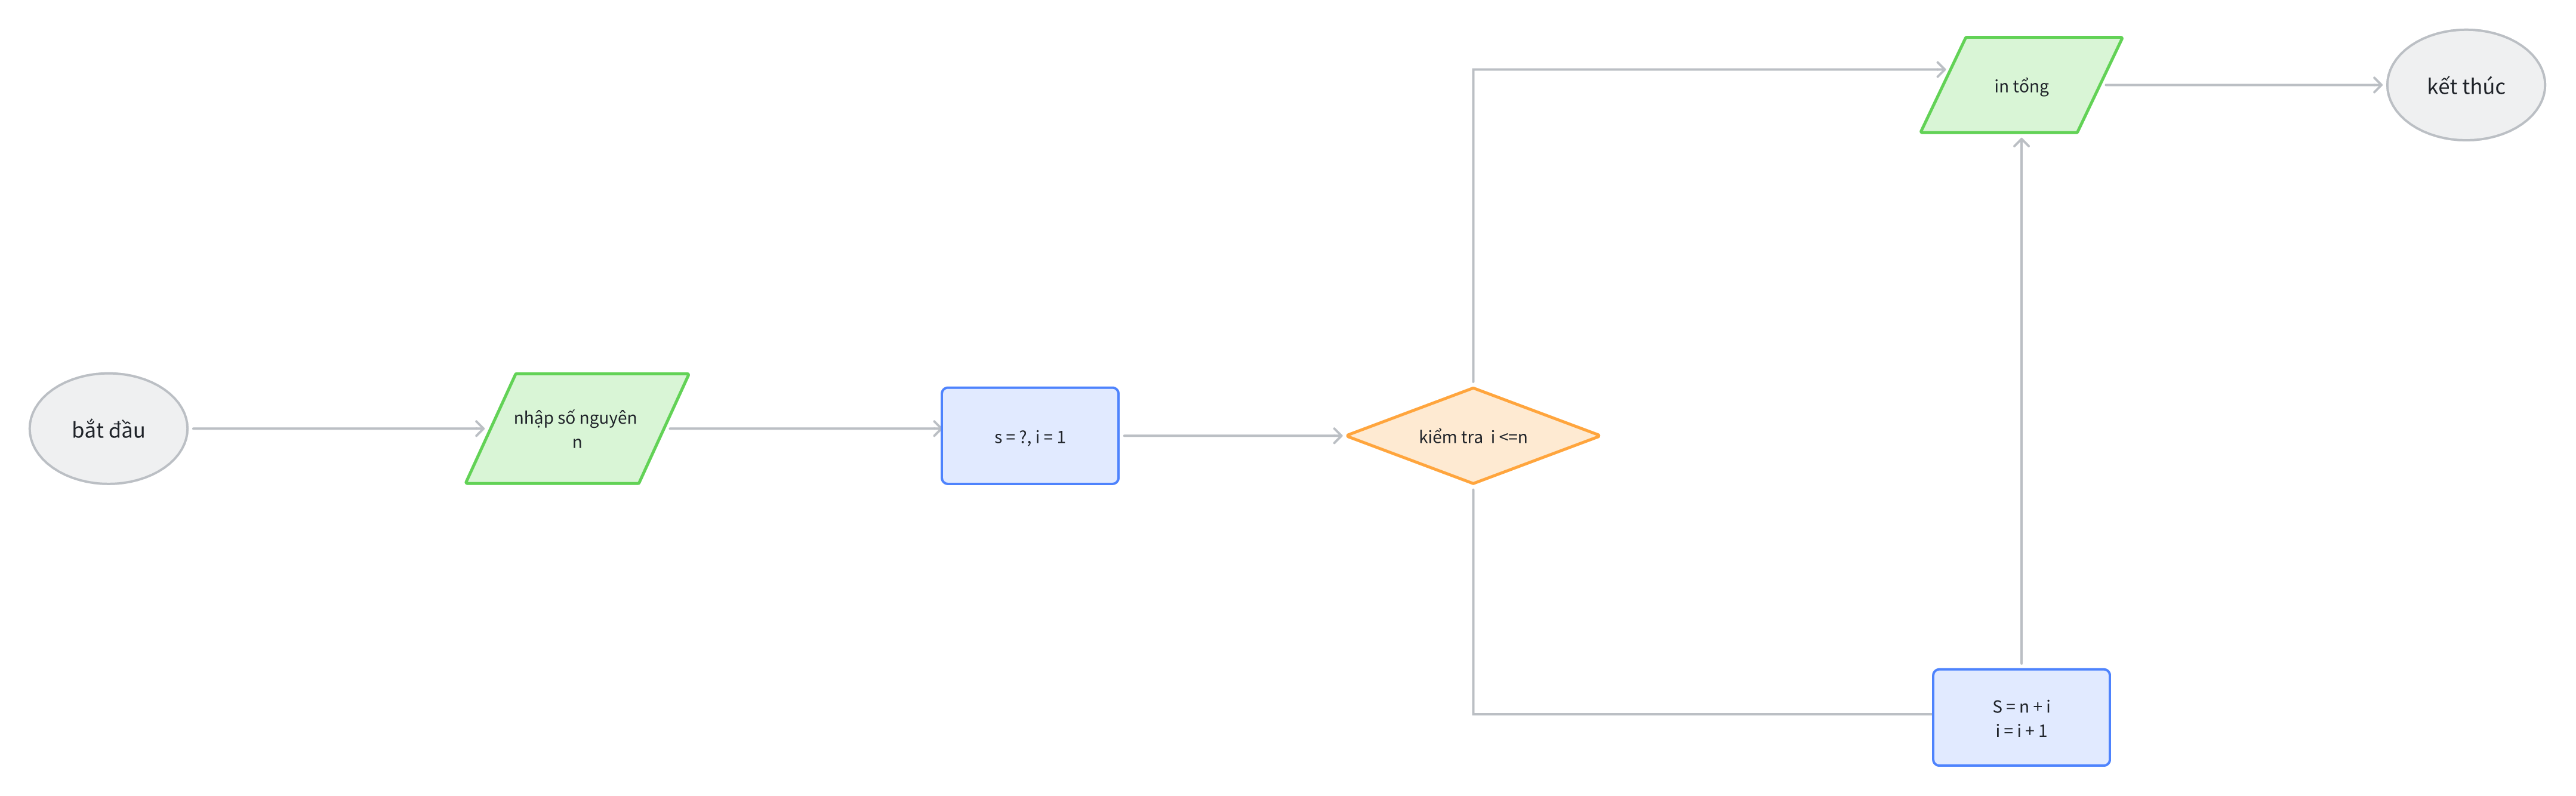 bắt đầu
nhập số nguyên
n
s = ?, i = 1
kiểm tra  i <=n
in tổng
kết thúc
S = n + i
i = i + 1